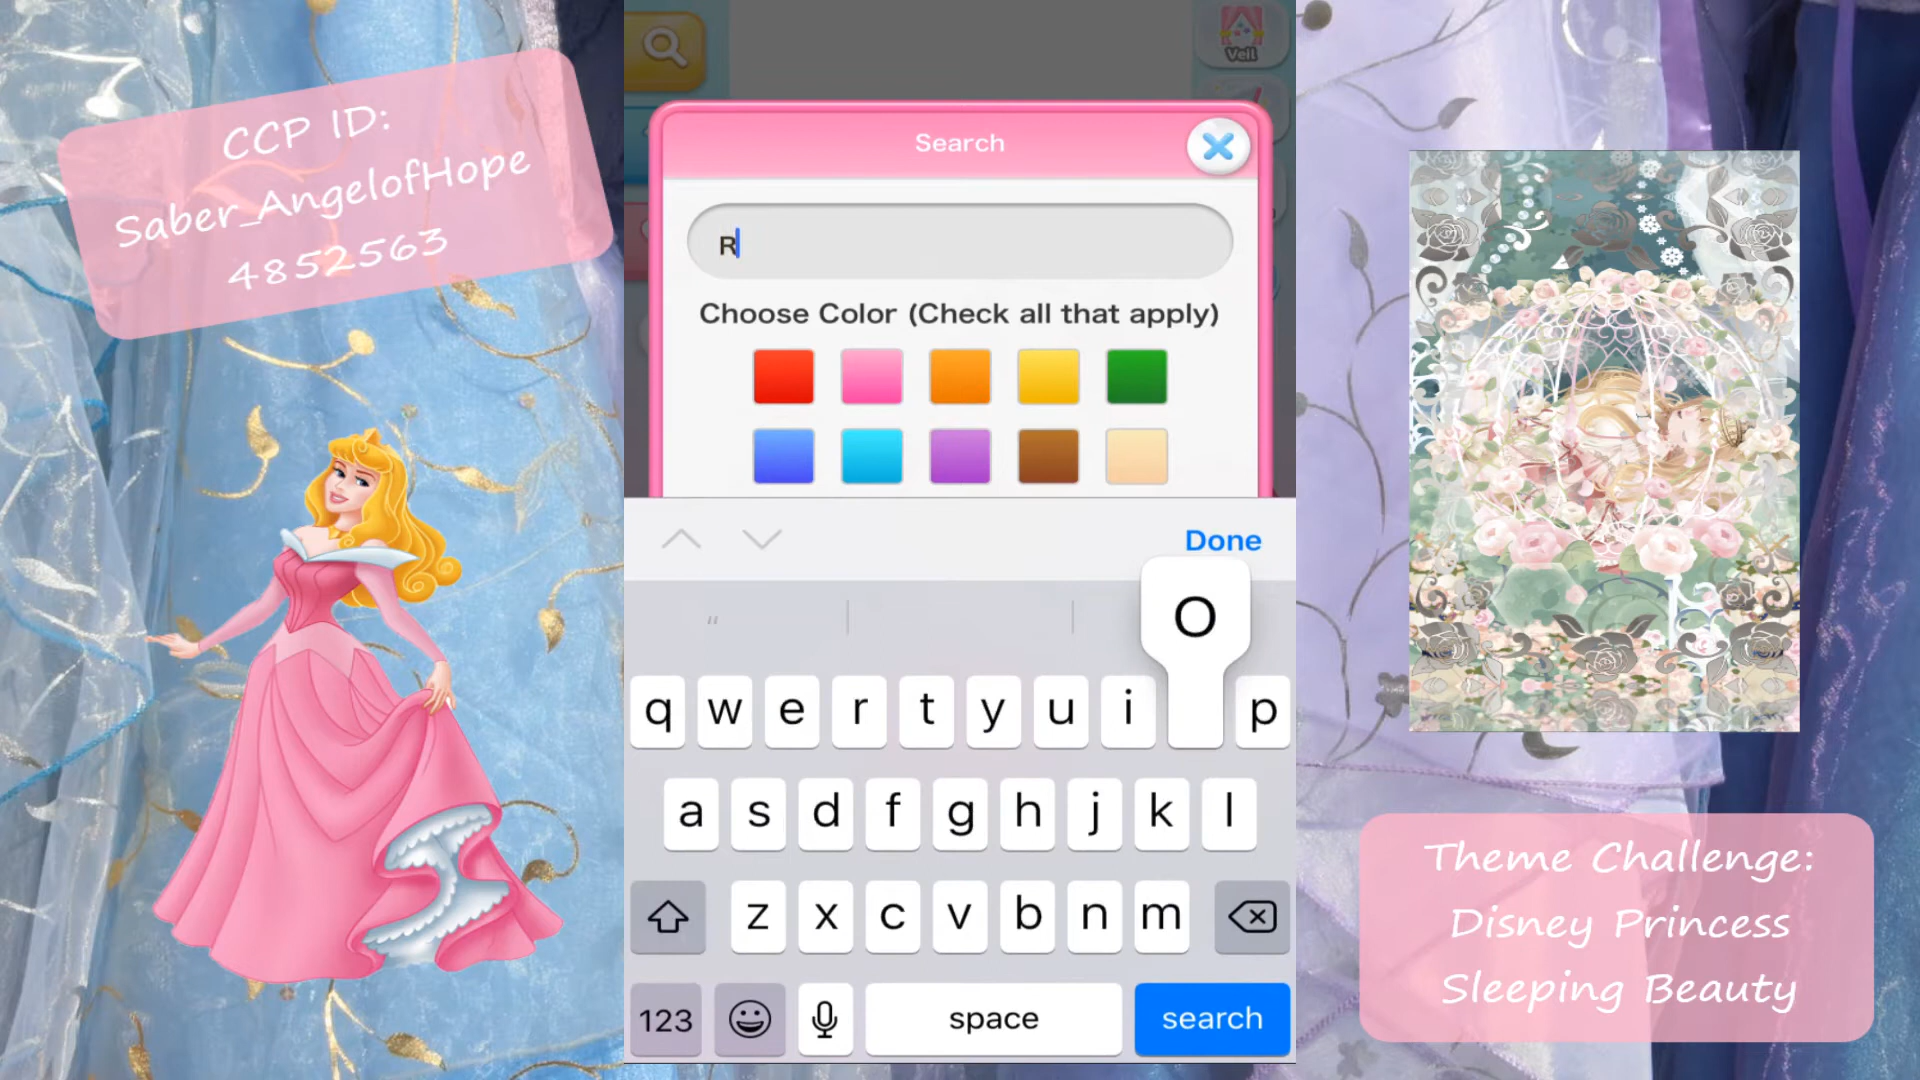 CCP ID:
Saber_AngelofHope
4852563
Veil
Search
R
Choose Color (Check all that apply)
Done
“
O
q w e r t y u i p
a s d f g h j k l
z x c v b n m
123 space search
Theme Challenge:
Disney Princess
Sleeping Beauty